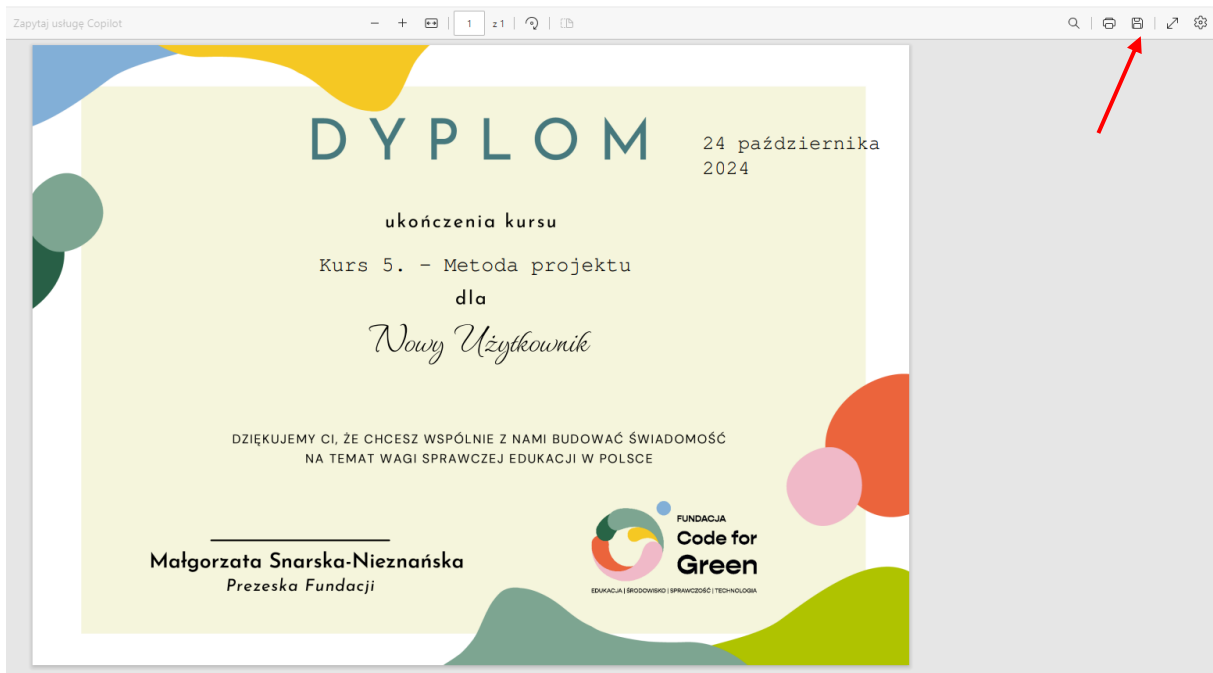 Zapytaj usługę Copilot
1 z 1
DYPLOM
24 października
2024
ukończenia kursu
Kurs 5. – Metoda projektu
dla
Nowy Użytkownik
DZIĘKUJEMY CI, ŻE CHCESZ WSPÓLNIE Z NAMI BUDOWAĆ ŚWIADOMOŚĆ
NA TEMAT WAGI SPRAWCZEJ EDUKACJI W POLSCE
Małgorzata Snarska-Nieznańska
Prezeska Fundacji
FUNDACJA
Code for
Green
EDUKACJA | ŚRODOWISKO | SPRAWCZOŚĆ | TECHNOLOGIA